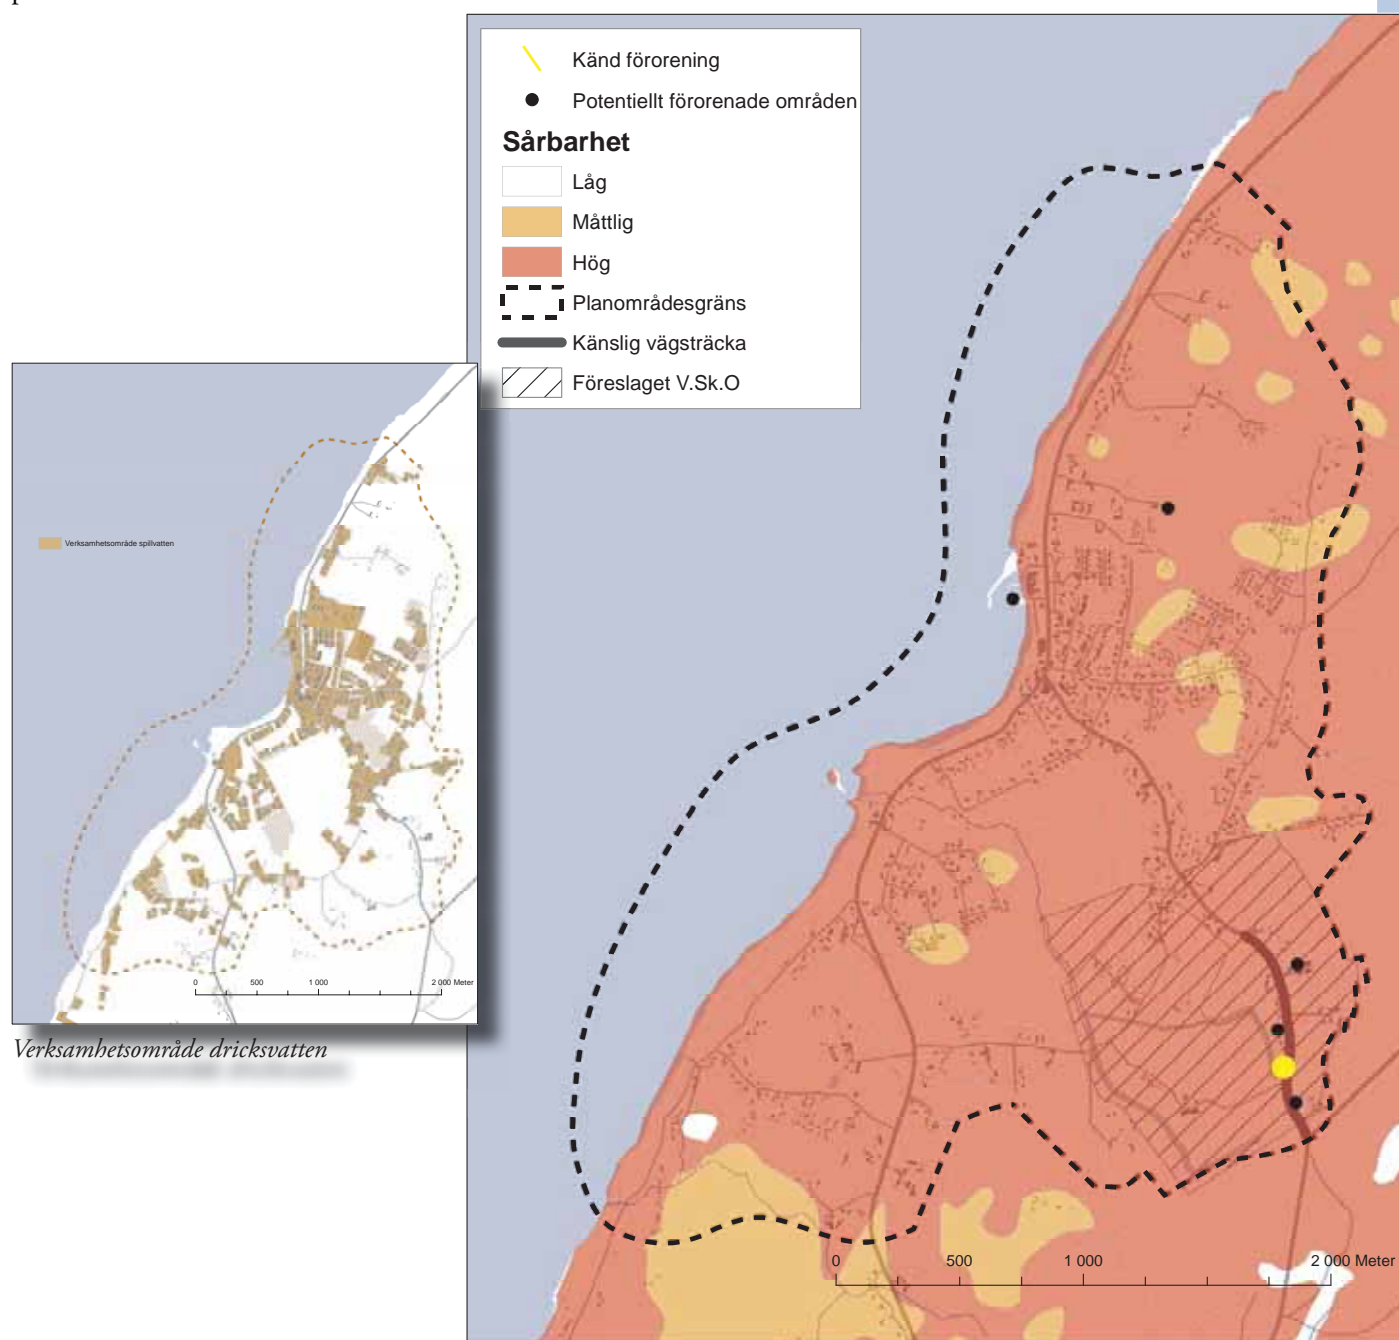 Känd förorening
Potentiellt förorenade områden
Sårbarhet
Låg
Måttlig
Hög
Planområdesgräns
Känslig vägsträcka
Föreslaget V.Sk.O
Verksamhetsområde spillvatten
0 500 1 000 2 000 Meter
Verksamhetsområde dricksvatten
0 500 1 000 2 000 Meter